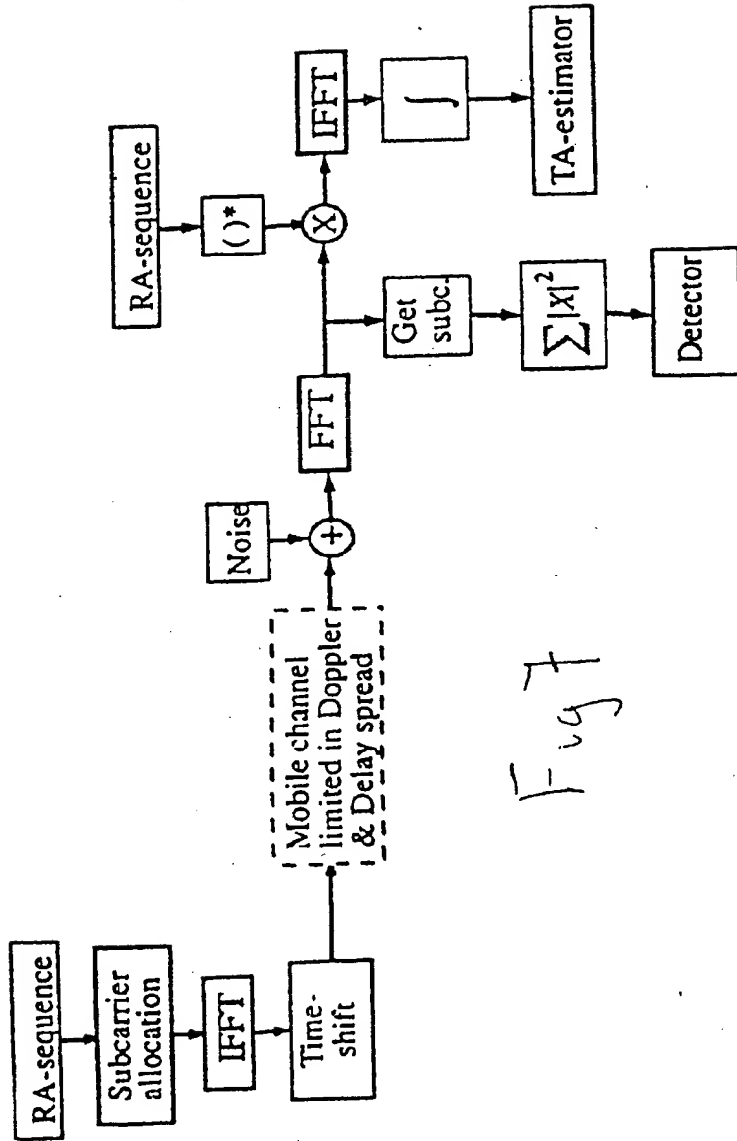 RA-sequence
Subcarrier
allocation
IFFT
Time-
shift
Mobile channel
limited in Doppler
& Delay spread
Noise
+
FFT
Get
subc.
∑|X|²
Detector
RA-sequence
( )*
X
IFFT
∫
TA-estimator
Fig 7